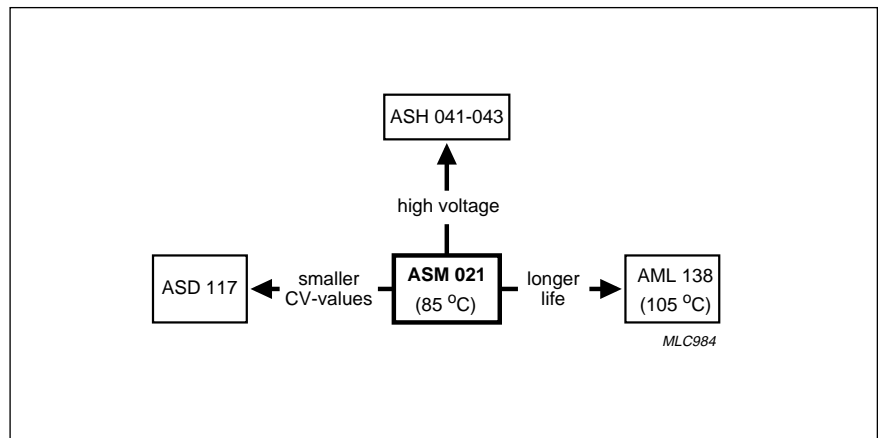 ASH 041-043
high voltage
ASD 117
smaller
CV-values
ASM 021
(85 °C)
longer
life
AML 138
(105 °C)
MLC984